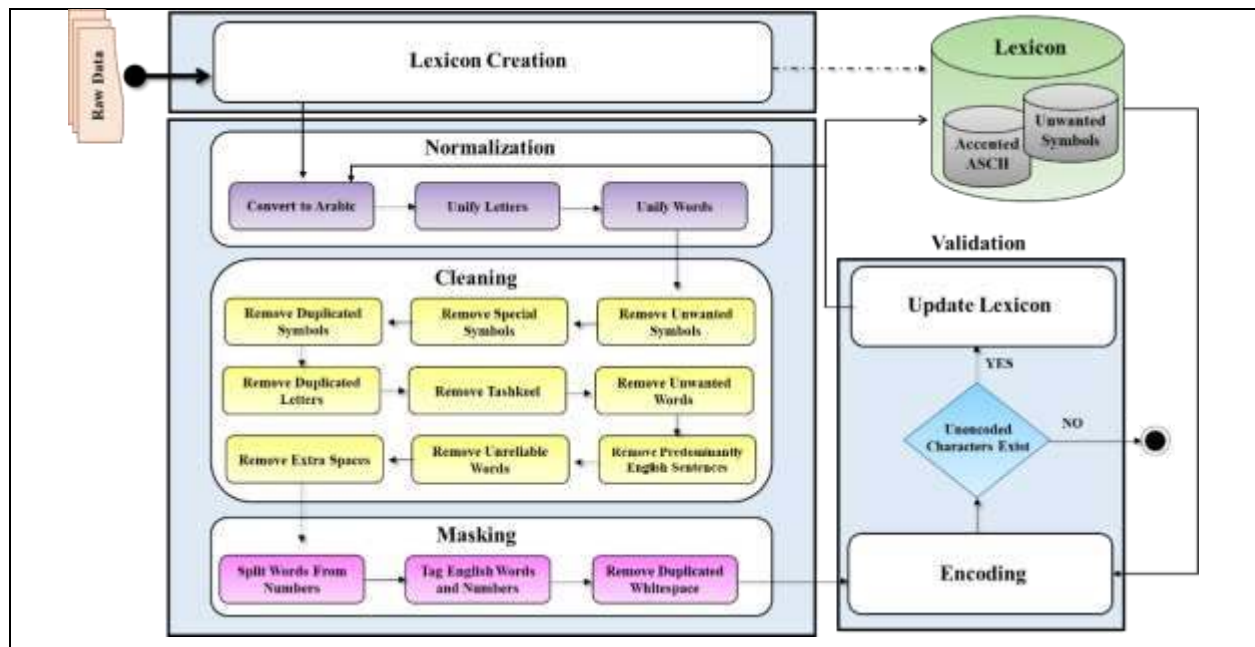 Raw Data
Lexicon Creation
Lexicon
Accented
ASCII
Unwanted
Symbols
Normalization
Convert to Arabic
Unify Letters
Unify Words
Cleaning
Remove Unwanted
Symbols
Remove Special
Symbols
Remove Duplicated
Symbols
Remove Duplicated
Letters
Remove Tashkeel
Remove Unwanted
Words
Remove Predominantly
English Sentences
Remove Unreliable
Words
Remove Extra Spaces
Masking
Split Words From
Numbers
Tag English Words
and Numbers
Remove Duplicated
Whitespace
Validation
Update Lexicon
YES
Unencoded
Characters Exist
NO
Encoding